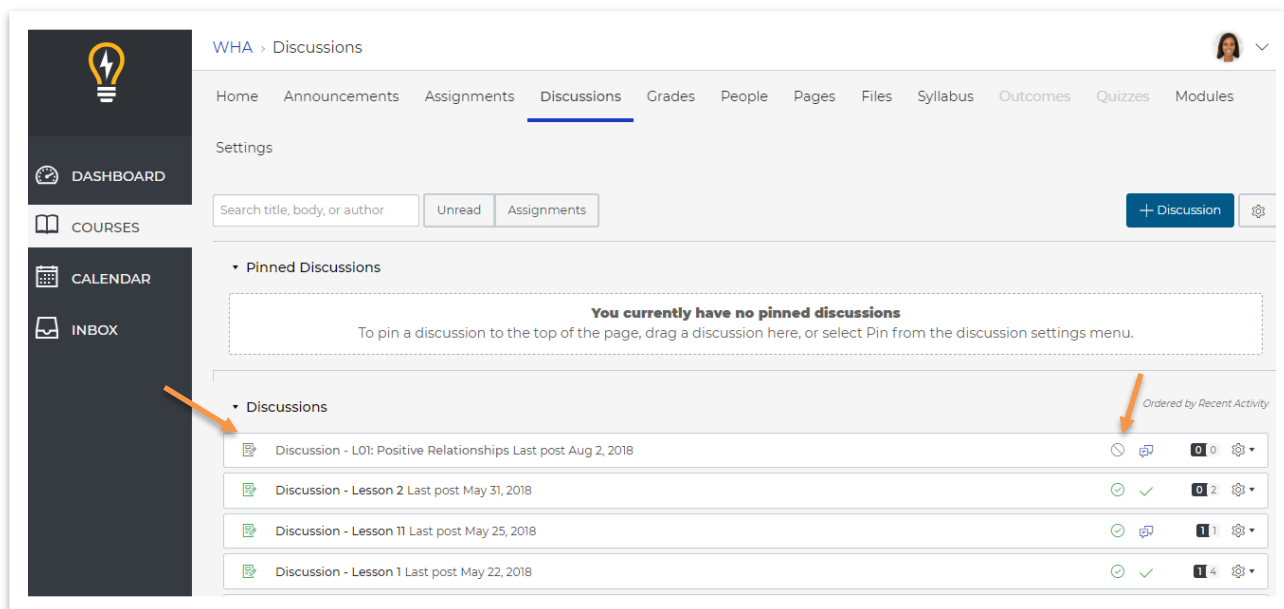 WHA > Discussions
Home Announcements Assignments Discussions Grades People Pages Files Syllabus Outcomes Quizzes Modules
Settings
DASHBOARD
COURSES
CALENDAR
INBOX
Search title, body, or author Unread Assignments + Discussion
Pinned Discussions
You currently have no pinned discussions
To pin a discussion to the top of the page, drag a discussion here, or select Pin from the discussion settings menu.
Discussions Ordered by Recent Activity
Discussion - L01: Positive Relationships Last post Aug 2, 2018 0 0
Discussion - Lesson 2 Last post May 31, 2018 0 2
Discussion - Lesson 11 Last post May 25, 2018 1 1
Discussion - Lesson 1 Last post May 22, 2018 1 4